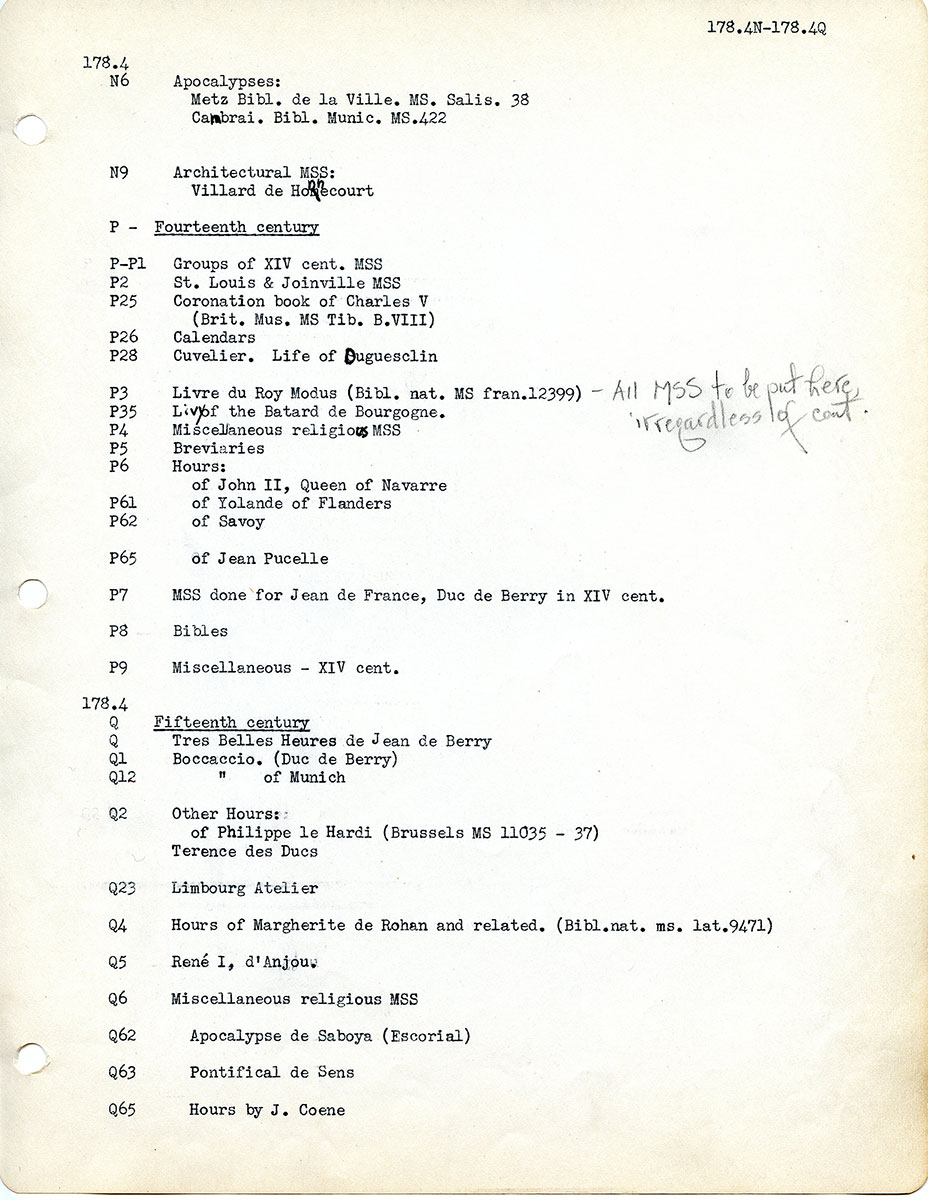 178.4N-178.4Q
178.4
N6 Apocalypses:
Metz Bibl. de la Ville. MS. Salis. 38
Cambrai. Bibl. Munic. MS.422
N9 Architectural MSS:
Villard de Honnecourt
P - Fourteenth century
P-P1 Groups of XIV cent. MSS
P2 St. Louis & Joinville MSS
P25 Coronation book of Charles V
(Brit. Mus. MS Tib. B.VIII)
P26 Calendars
P28 Cuvelier. Life of Duguesclin
P3 Livre du Roy Modus (Bibl. nat. MS fran.12399) - All MSS to be put here,
irregardless of cent.
P35 Livy of the Batard de Bourgogne.
P4 Miscellaneous religious MSS
P5 Breviaries
P6 Hours:
of John II, Queen of Navarre
P61 of Yolande of Flanders
P62 of Savoy
P65 of Jean Pucelle
P7 MSS done for Jean de France, Duc de Berry in XIV cent.
P8 Bibles
P9 Miscellaneous - XIV cent.
178.4
Q Fifteenth century
Q Tres Belles Heures de Jean de Berry
Q1 Boccaccio. (Duc de Berry)
Q12 " of Munich
Q2 Other Hours:
of Philippe le Hardi (Brussels MS 11035 - 37)
Terence des Ducs
Q23 Limbourg Atelier
Q4 Hours of Margherite de Rohan and related. (Bibl.nat. ms. lat.9471)
Q5 René I, d'Anjou.
Q6 Miscellaneous religious MSS
Q62 Apocalypse de Saboya (Escorial)
Q63 Pontifical de Sens
Q65 Hours by J. Coene